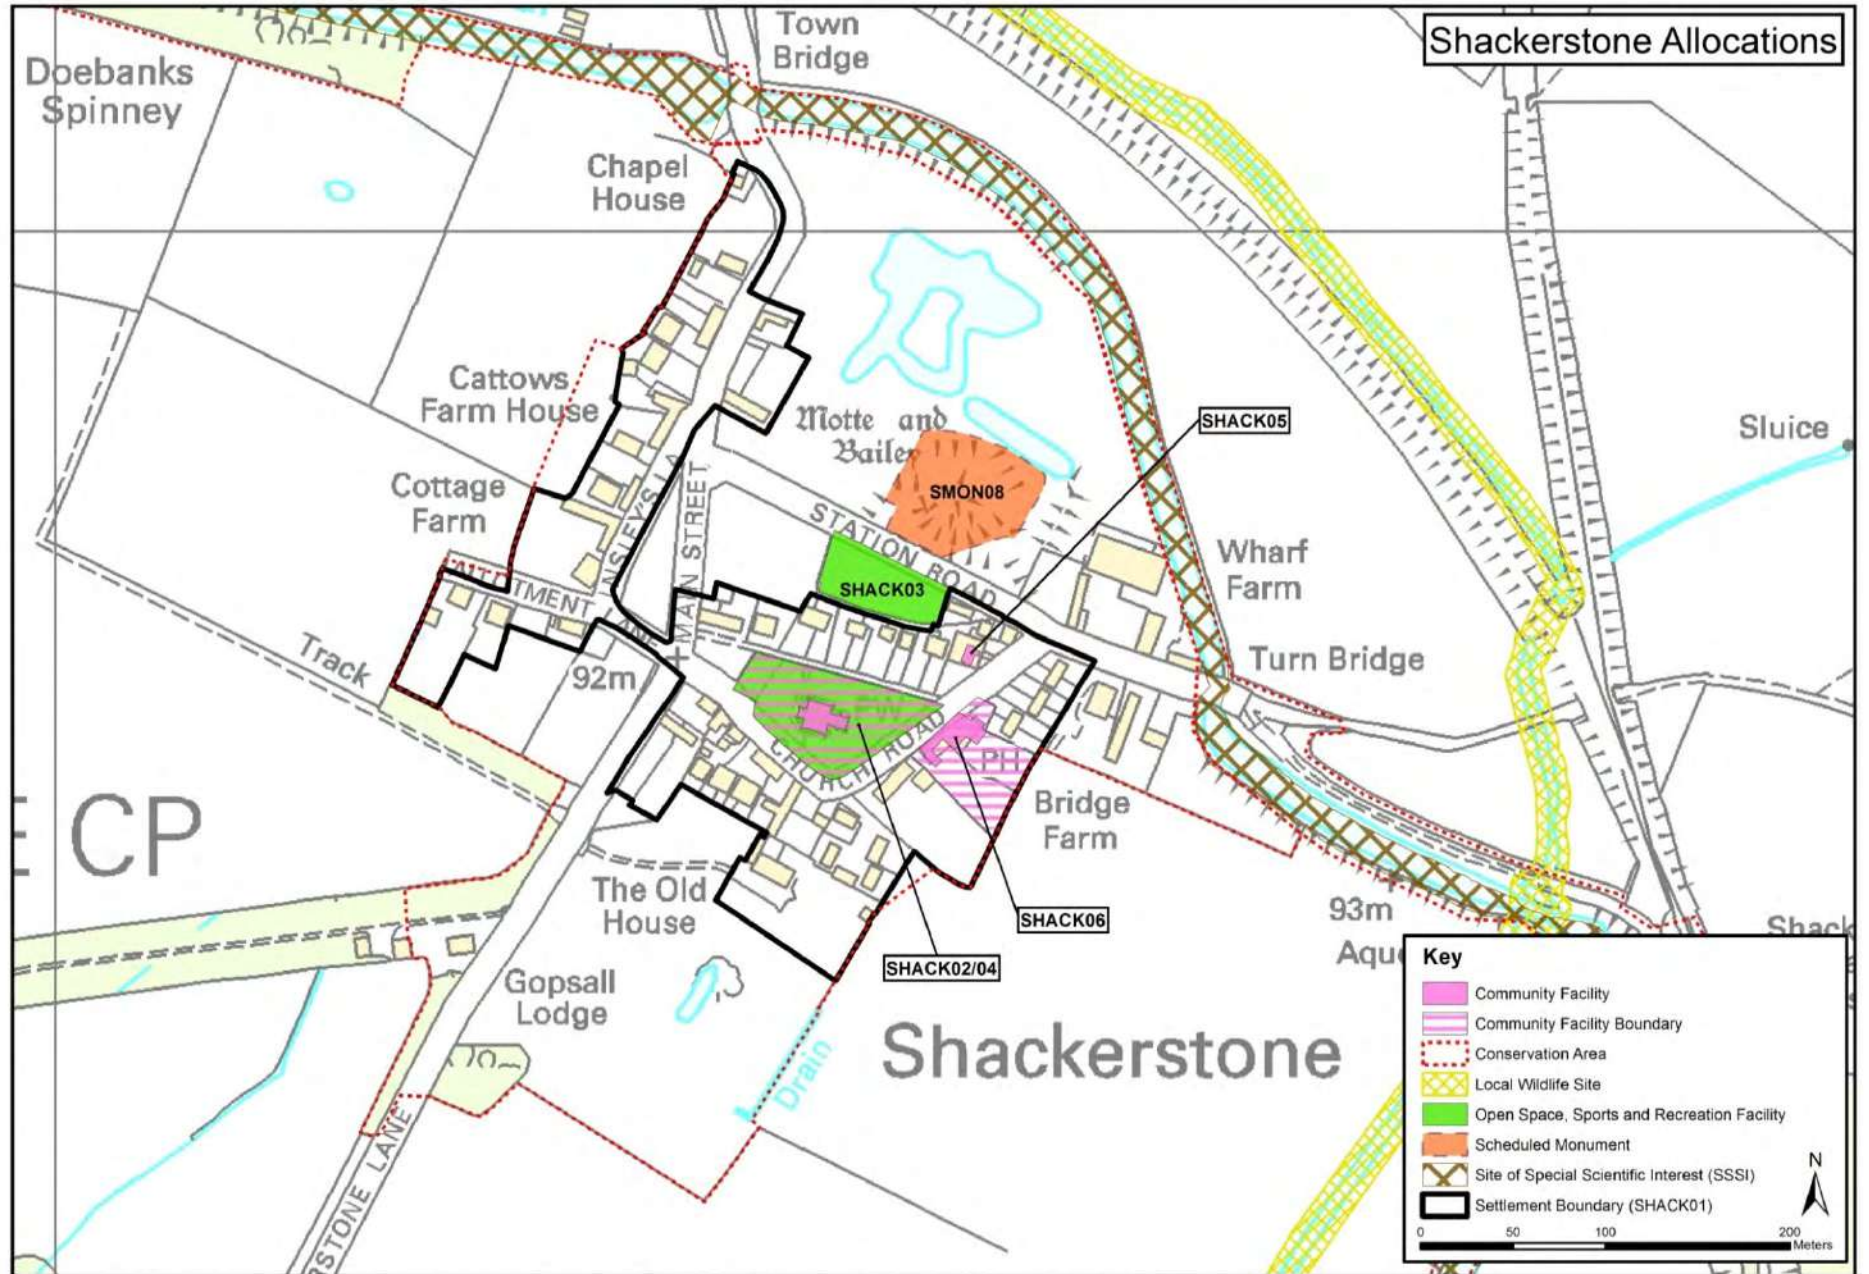 Shackerstone Allocations
Town
Bridge
Doebanks
Spinney
Chapel
House
Cattows
Farm House
Motte and
SHACK05
Sluice
Cottage
Farm
SMON08
STATION ROAD
MAIN STREET
Wharf
Farm
SHACK03
LANE
Track
92m
Turn Bridge
CHURCH ROAD
PH
Bridge
Farm
CP
The Old
House
SHACK06
93m
SHACK02/04
Gopsall
Lodge
Shackerstone
Drain
LANE
Key
Community Facility
Community Facility Boundary
Conservation Area
Local Wildlife Site
Open Space, Sports and Recreation Facility
Scheduled Monument
Site of Special Scientific Interest (SSSI)
Settlement Boundary (SHACK01)
N
0 50 100 200
Meters